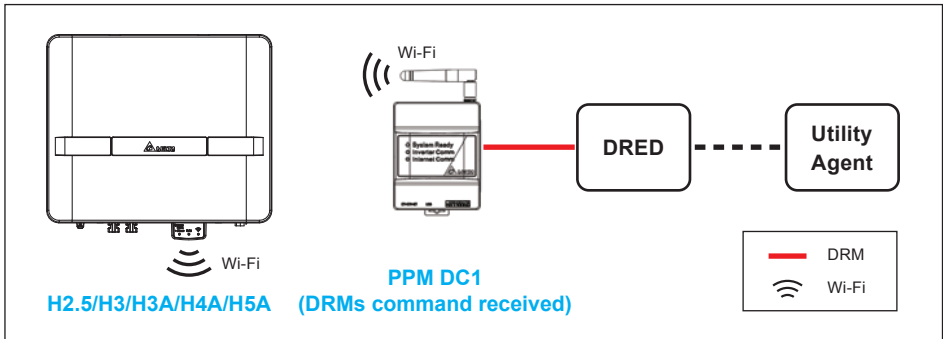 Wi-Fi
System Ready
Inverter Comm
Internet Comm
DRED
Utility
Agent
Wi-Fi
DRM
Wi-Fi
PPM DC1
H2.5/H3/H3A/H4A/H5A
(DRMs command received)